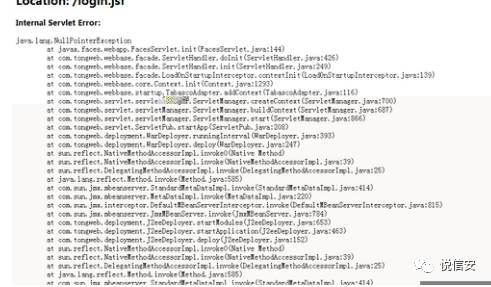 Location: /login.jsf
Internal Servlet Error:
java.lang.NullPointerException
at javax.faces.webapp.FacesServlet.init(FacesServlet.java:144)
at com.tongweb.webbase.facade.ServletHandler.doInit(ServletHandler.java:426)
at com.tongweb.webbase.facade.ServletHandler.init(ServletHandler.java:249)
at com.tongweb.webbase.facade.LoadOnStartupInterceptor.contextInit(LoadOnStartupInterceptor.java:139)
at com.tongweb.webbase.core.Context.init(Context.java:1293)
at com.tongweb.webbase.startup.TabascoAdapter.addContext(TabascoAdapter.java:116)
at com.tongweb.servlet.servletManager.ServletManager.createContext(ServletManager.java:700)
at com.tongweb.servlet.servletManager.ServletManager.buildContext(ServletManager.java:687)
at com.tongweb.servlet.servletManager.ServletManager.start(ServletManager.java:866)
at com.tongweb.servlet.ServletPub.startApp(ServletPub.java:208)
at com.tongweb.deployment.WarDeployer.runningInterval(WarDeployer.java:393)
at com.tongweb.deployment.WarDeployer.deploy(WarDeployer.java:247)
at sun.reflect.NativeMethodAccessorImpl.invoke0(Native Method)
at sun.reflect.NativeMethodAccessorImpl.invoke(NativeMethodAccessorImpl.java:39)
at sun.reflect.DelegatingMethodAccessorImpl.invoke(DelegatingMethodAccessorImpl.java:25)
at java.lang.reflect.Method.invoke(Method.java:585)
at com.sun.jmx.mbeanserver.StandardMetaDataImpl.invoke(StandardMetaDataImpl.java:414)
at com.sun.jmx.mbeanserver.MetaDataImpl.invoke(MetaDataImpl.java:220)
at com.sun.jmx.interceptor.DefaultMBeanServerInterceptor.invoke(DefaultMBeanServerInterceptor.java:815)
at com.sun.jmx.mbeanserver.JmxMBeanServer.invoke(JmxMBeanServer.java:784)
at com.tongweb.deployment.J2eeDeployer.startModules(J2eeDeployer.java:653)
at com.tongweb.deployment.J2eeDeployer.startApplication(J2eeDeployer.java:463)
at com.tongweb.deployment.J2eeDeployer.deploy(J2eeDeployer.java:152)
at sun.reflect.NativeMethodAccessorImpl.invoke0(Native Method)
at sun.reflect.NativeMethodAccessorImpl.invoke(NativeMethodAccessorImpl.java:39)
at sun.reflect.DelegatingMethodAccessorImpl.invoke(DelegatingMethodAccessorImpl.java:25)
at java.lang.reflect.Method.invoke(Method.java:585)
at com.sun.jmx.mbeanserver.StandardMetaDataImpl.invoke(StandardMetaDataImpl.java:414)
悦信安